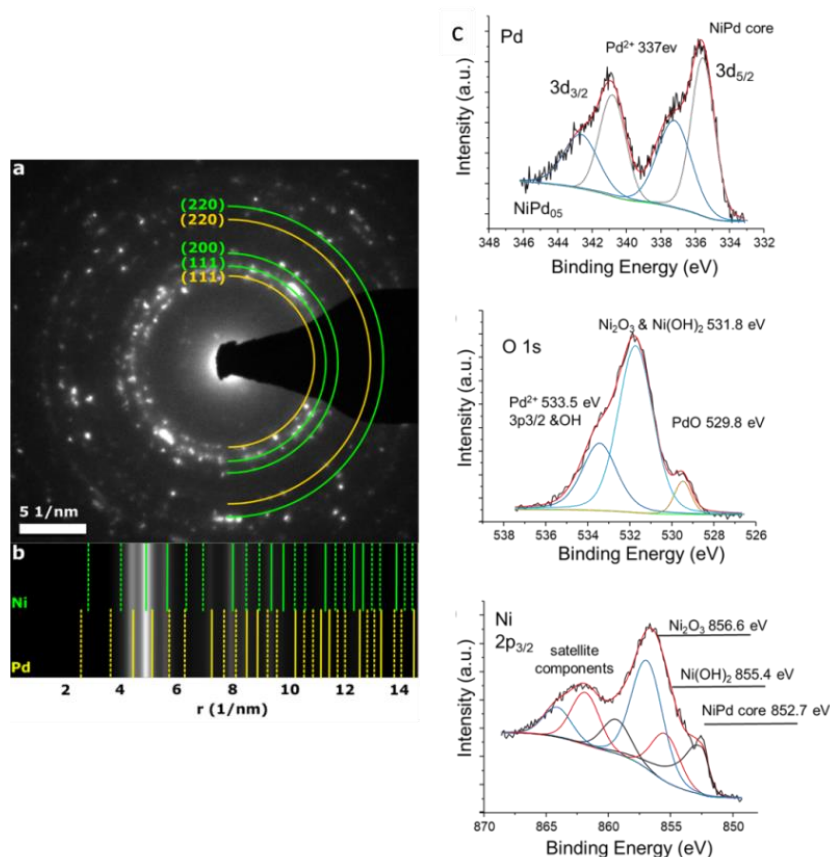 a
(220)
(220)
(200)
(111)
(111)
5 1/nm
b
Ni
Pd
2 4 6 8 10 12 14
r (1/nm)
c
Pd
NiPd core
Pd²⁺ 337ev
3d₃/₂
3d₅/₂
NiPd₀₅
Intensity (a.u.)
348 346 344 342 340 338 336 334 332
Binding Energy (eV)
O 1s
Ni₂O₃ & Ni(OH)₂ 531.8 eV
Pd²⁺ 533.5 eV
3p3/2 &OH
PdO 529.8 eV
Intensity (a.u.)
538 536 534 532 530 528 526
Binding Energy (eV)
Ni
2p₃/₂
satellite
components
Ni₂O₃ 856.6 eV
Ni(OH)₂ 855.4 eV
NiPd core 852.7 eV
Intensity (a.u.)
870 865 860 855 850
Binding Energy (eV)